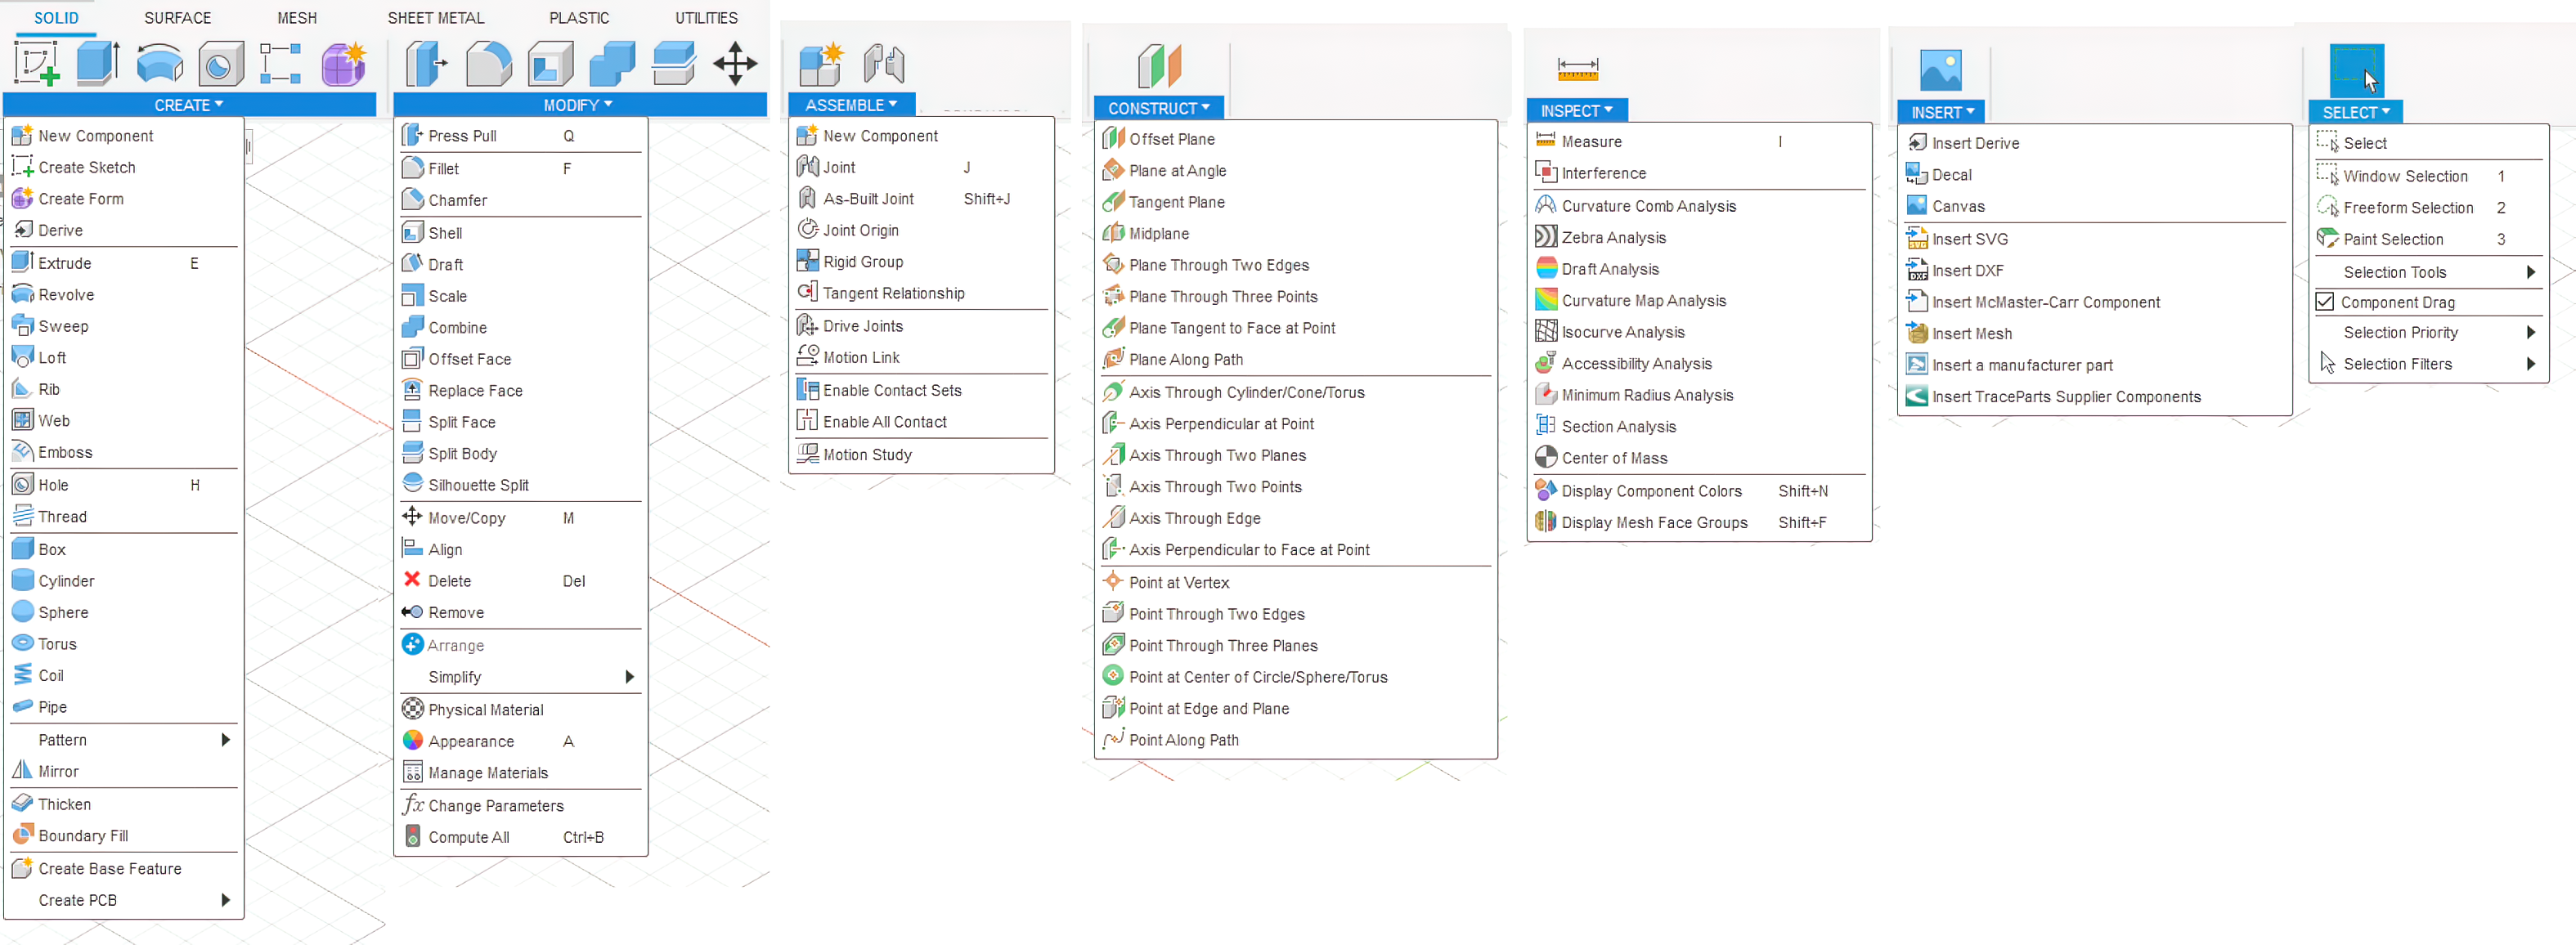 SOLID
SURFACE
MESH
SHEET METAL
PLASTIC
UTILITIES
CREATE
New Component
Create Sketch
Create Form
Derive
Extrude E
Revolve
Sweep
Loft
Rib
Web
Emboss
Hole H
Thread
Box
Cylinder
Sphere
Torus
Coil
Pipe
Pattern
Mirror
Thicken
Boundary Fill
Create Base Feature
Create PCB
MODIFY
Press Pull Q
Fillet F
Chamfer
Shell
Draft
Scale
Combine
Offset Face
Replace Face
Split Face
Split Body
Silhouette Split
Move/Copy M
Align
Delete Del
Remove
Arrange
Simplify
Physical Material
Appearance A
Manage Materials
fx Change Parameters
Compute All Ctrl+B
ASSEMBLE
New Component
Joint J
As-Built Joint Shift+J
Joint Origin
Rigid Group
Tangent Relationship
Drive Joints
Motion Link
Enable Contact Sets
Enable All Contact
Motion Study
CONSTRUCT
Offset Plane
Plane at Angle
Tangent Plane
Midplane
Plane Through Two Edges
Plane Through Three Points
Plane Tangent to Face at Point
Plane Along Path
Axis Through Cylinder/Cone/Torus
Axis Perpendicular at Point
Axis Through Two Planes
Axis Through Two Points
Axis Through Edge
Axis Perpendicular to Face at Point
Point at Vertex
Point Through Two Edges
Point Through Three Planes
Point at Center of Circle/Sphere/Torus
Point at Edge and Plane
Point Along Path
INSPECT
Measure I
Interference
Curvature Comb Analysis
Zebra Analysis
Draft Analysis
Curvature Map Analysis
Isocurve Analysis
Accessibility Analysis
Minimum Radius Analysis
Section Analysis
Center of Mass
Display Component Colors Shift+N
Display Mesh Face Groups Shift+F
INSERT
Insert Derive
Decal
Canvas
SVG Insert SVG
DXF Insert DXF
Insert McMaster-Carr Component
Insert Mesh
Insert a manufacturer part
Insert TraceParts Supplier Components
SELECT
Select
Window Selection 1
Freeform Selection 2
Paint Selection 3
Selection Tools
Component Drag
Selection Priority
Selection Filters